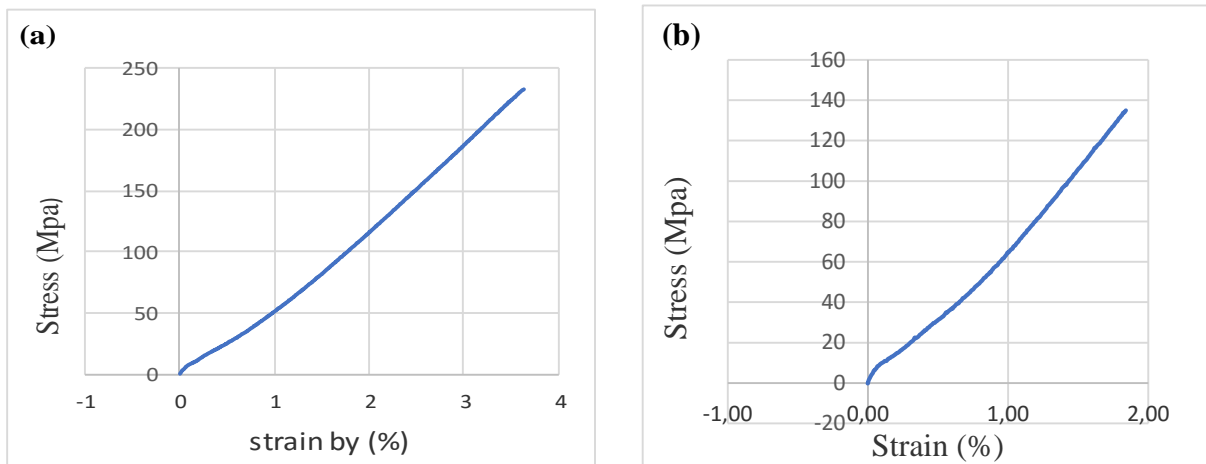 (a)
250
200
150
100
50
0
-1 0 1 2 3 4
Stress (Mpa)
strain by (%)
(b)
160
140
120
100
80
60
40
20
0
-20
-1,00 0,00 1,00 2,00
Stress (Mpa)
Strain (%)